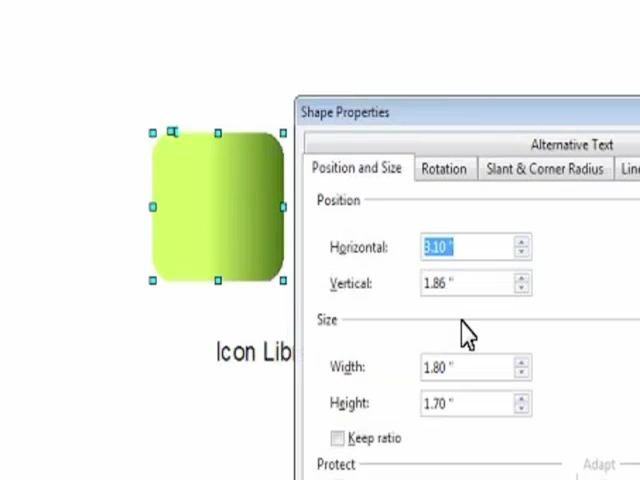 Shape Properties
Alternative Text
Position and Size Rotation Slant & Corner Radius
Position
Horizontal: 3.10 "
Vertical: 1.86 "
Size
Icon
Width: 1.80 "
Height: 1.70 "
Keep ratio
Protect Adapt